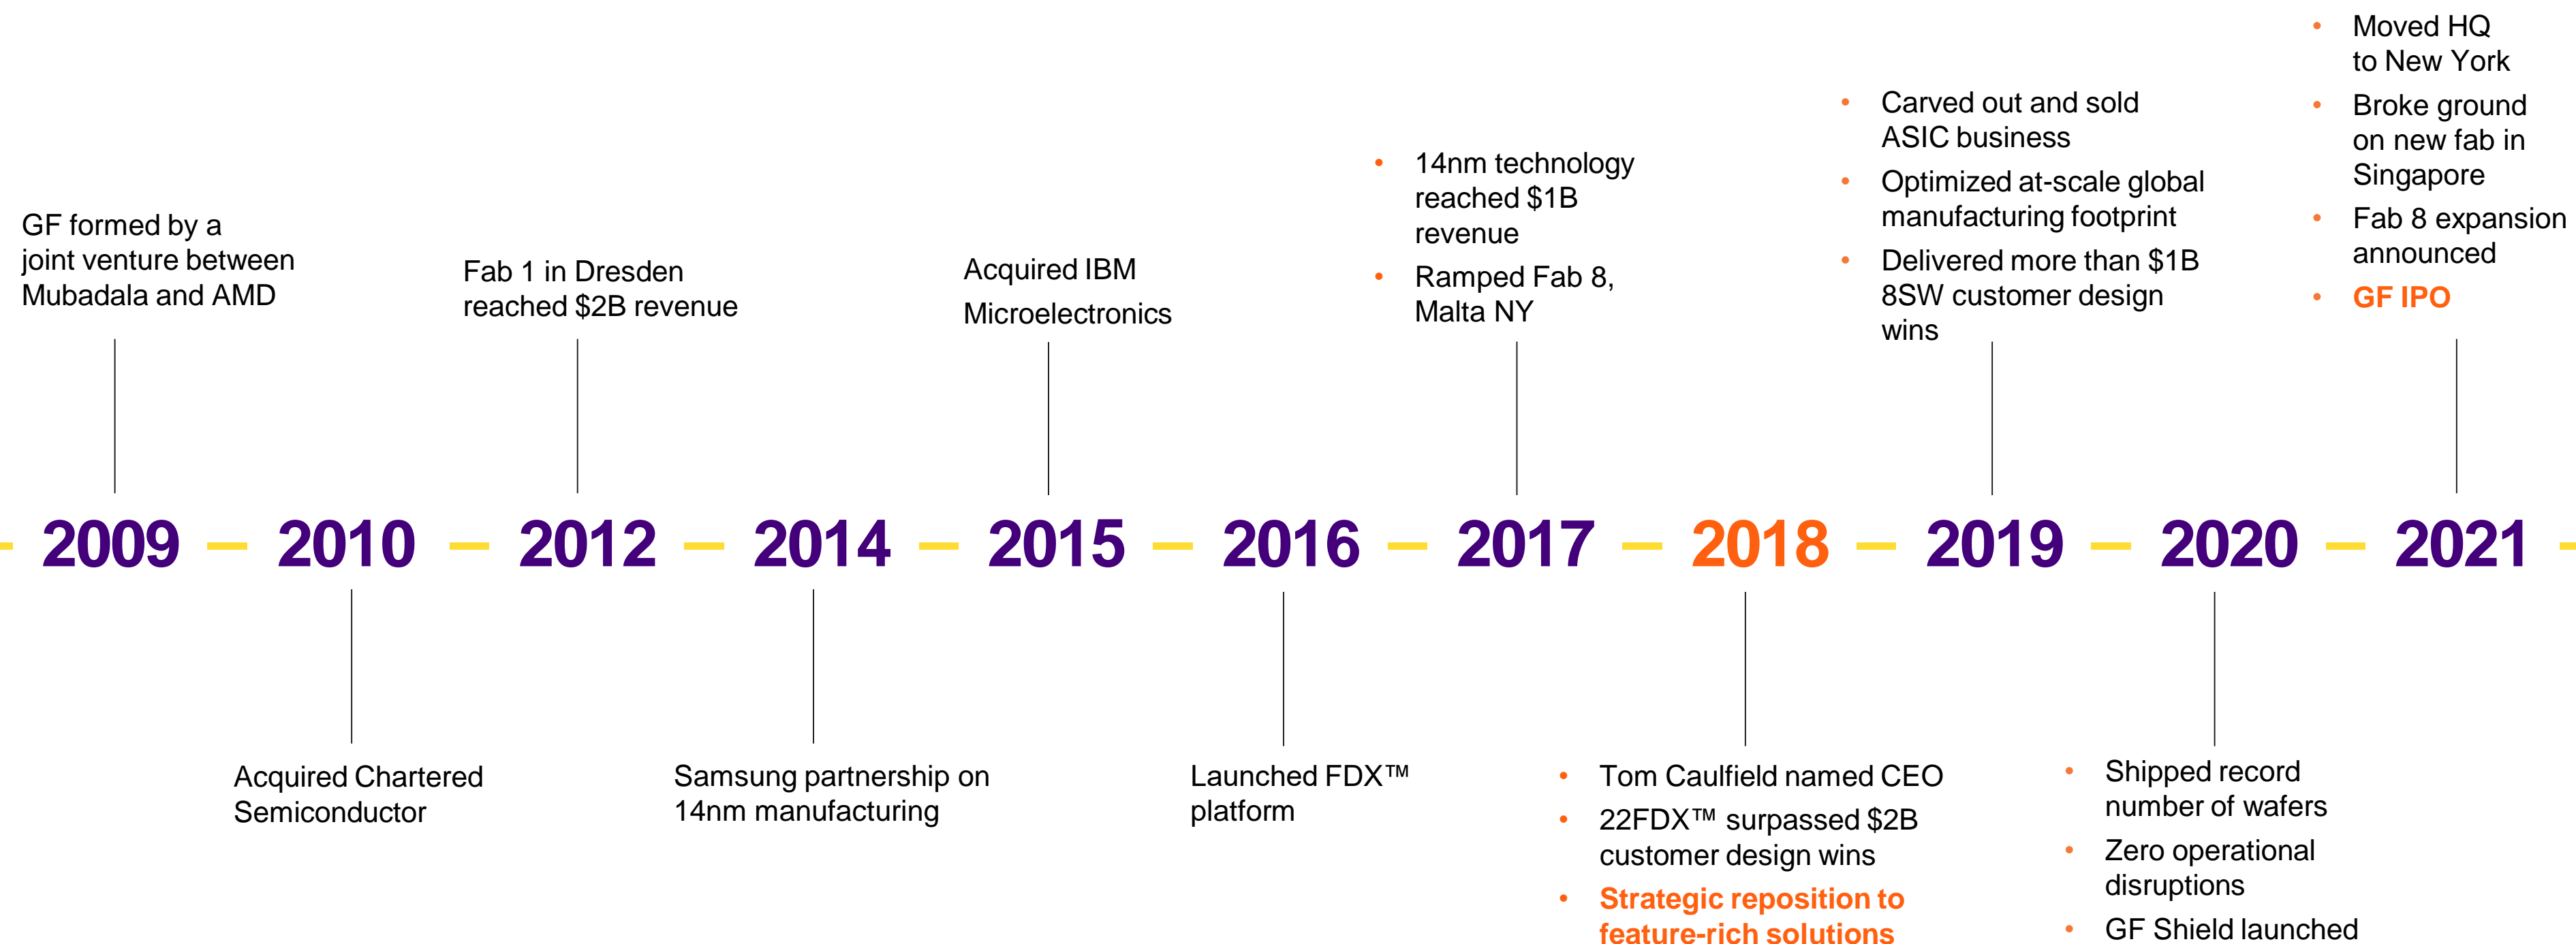 GF formed by a
joint venture between
Mubadala and AMD
Fab 1 in Dresden
reached $2B revenue
Acquired IBM
Microelectronics
• 14nm technology
reached $1B
revenue
• Ramped Fab 8,
Malta NY
• Carved out and sold
ASIC business
• Optimized at-scale global
manufacturing footprint
• Delivered more than $1B
8SW customer design
wins
• Moved HQ
to New York
• Broke ground
on new fab in
Singapore
• Fab 8 expansion
announced
• GF IPO
2009 – 2010 – 2012 – 2014 – 2015 – 2016 – 2017 – 2018 – 2019 – 2020 – 2021
Acquired Chartered
Semiconductor
Samsung partnership on
14nm manufacturing
Launched FDX™
platform
• Tom Caulfield named CEO
• 22FDX™ surpassed $2B
customer design wins
• Strategic reposition to
feature-rich solutions
• Shipped record
number of wafers
• Zero operational
disruptions
• GF Shield launched